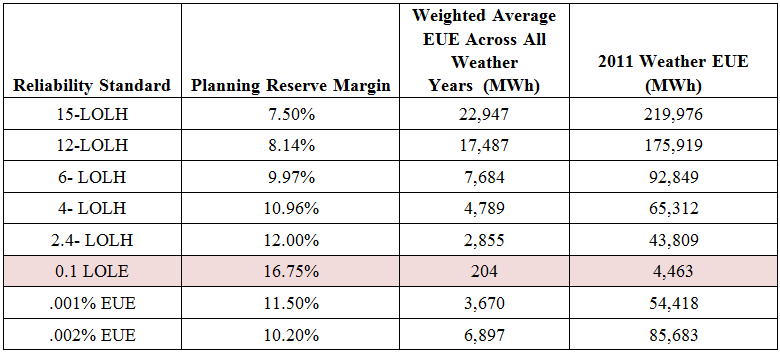 Reliability Standard Planning Reserve Margin Weighted Average EUE Across All Weather Years (MWh) 2011 Weather EUE (MWh)
15-LOLH 7.50% 22,947 219,976
12-LOLH 8.14% 17,487 175,919
6- LOLH 9.97% 7,684 92,849
4- LOLH 10.96% 4,789 65,312
2.4- LOLH 12.00% 2,855 43,809
0.1 LOLE 16.75% 204 4,463
.001% EUE 11.50% 3,670 54,418
.002% EUE 10.20% 6,897 85,683